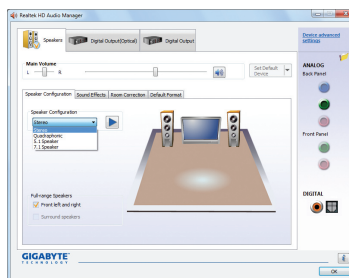 Realtek HD Audio Manager
Speakers
Digital Output(Optical)
Digital Output
Device advanced settings
Main Volume
L
R
Set Default Device
ANALOG
Back Panel
Speaker Configuration
Sound Effects
Room Correction
Default Format
Speaker Configuration
Stereo
Stereo
Quadraphonic
5.1 Speaker
7.1 Speaker
Front Panel
Full-range Speakers
Front left and right
Surround speakers
DIGITAL
GIGABYTE
TECHNOLOGY
OK